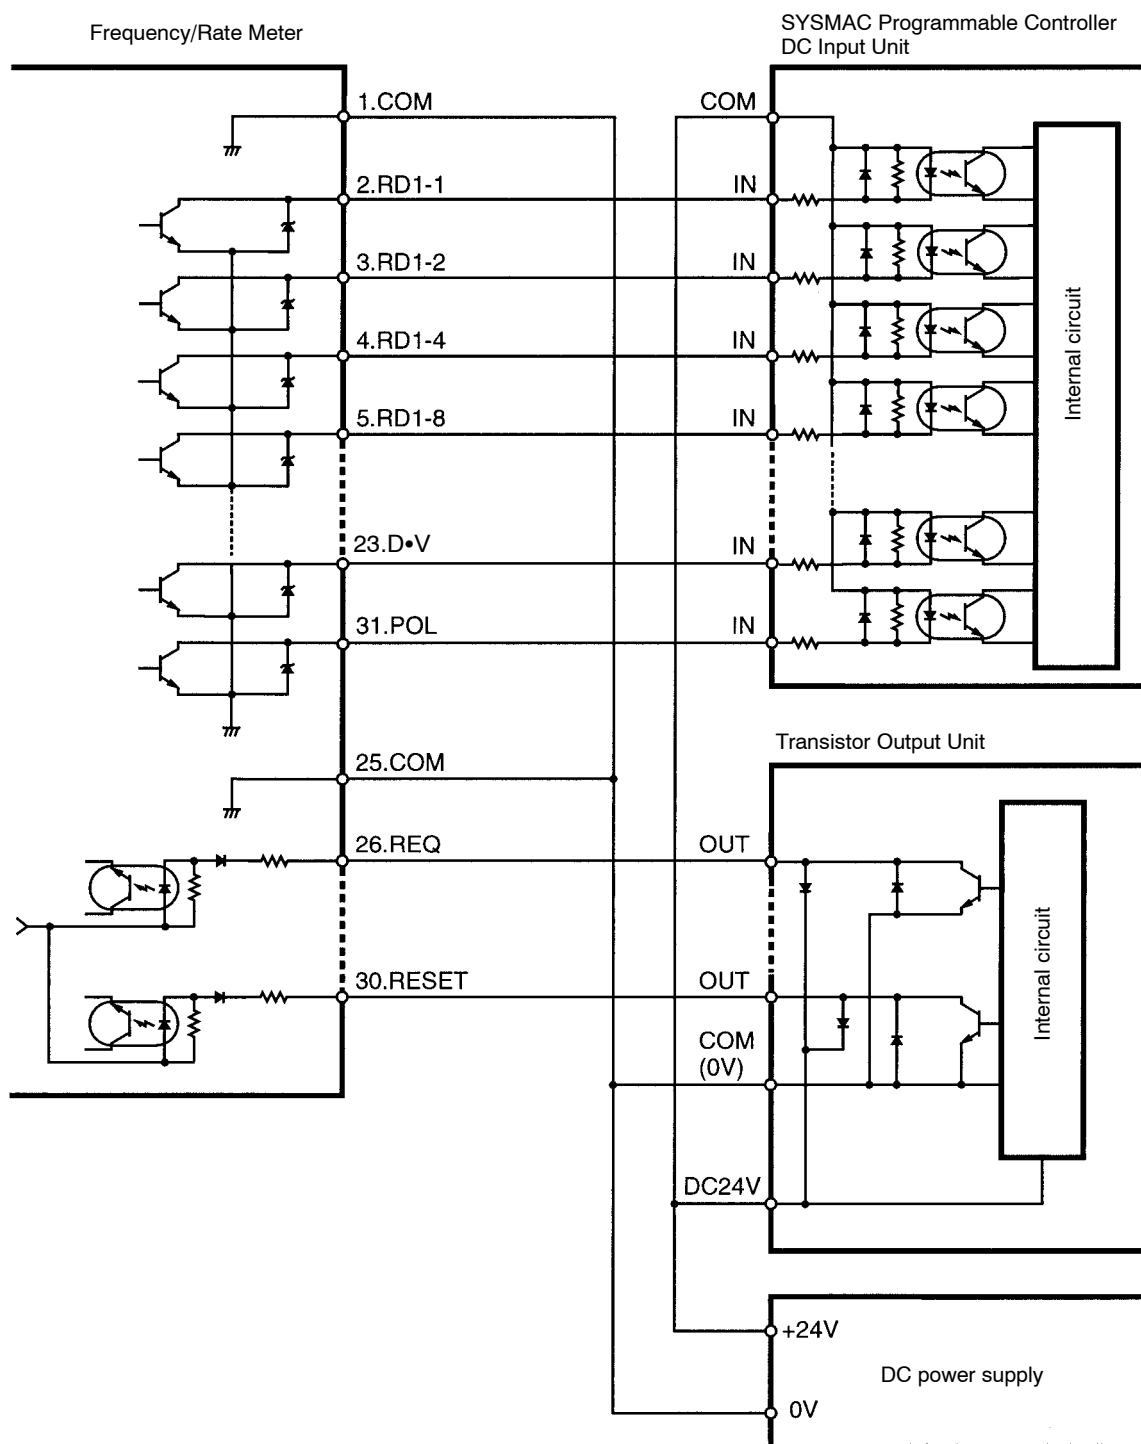 Frequency/Rate Meter
SYSMAC Programmable Controller
DC Input Unit
1.COM
COM
2.RD1-1
IN
3.RD1-2
IN
4.RD1-4
IN
5.RD1-8
IN
Internal circuit
23.D•V
IN
31.POL
IN
Transistor Output Unit
25.COM
26.REQ
OUT
Internal circuit
30.RESET
OUT
COM
(0V)
DC24V
+24V
DC power supply
0V